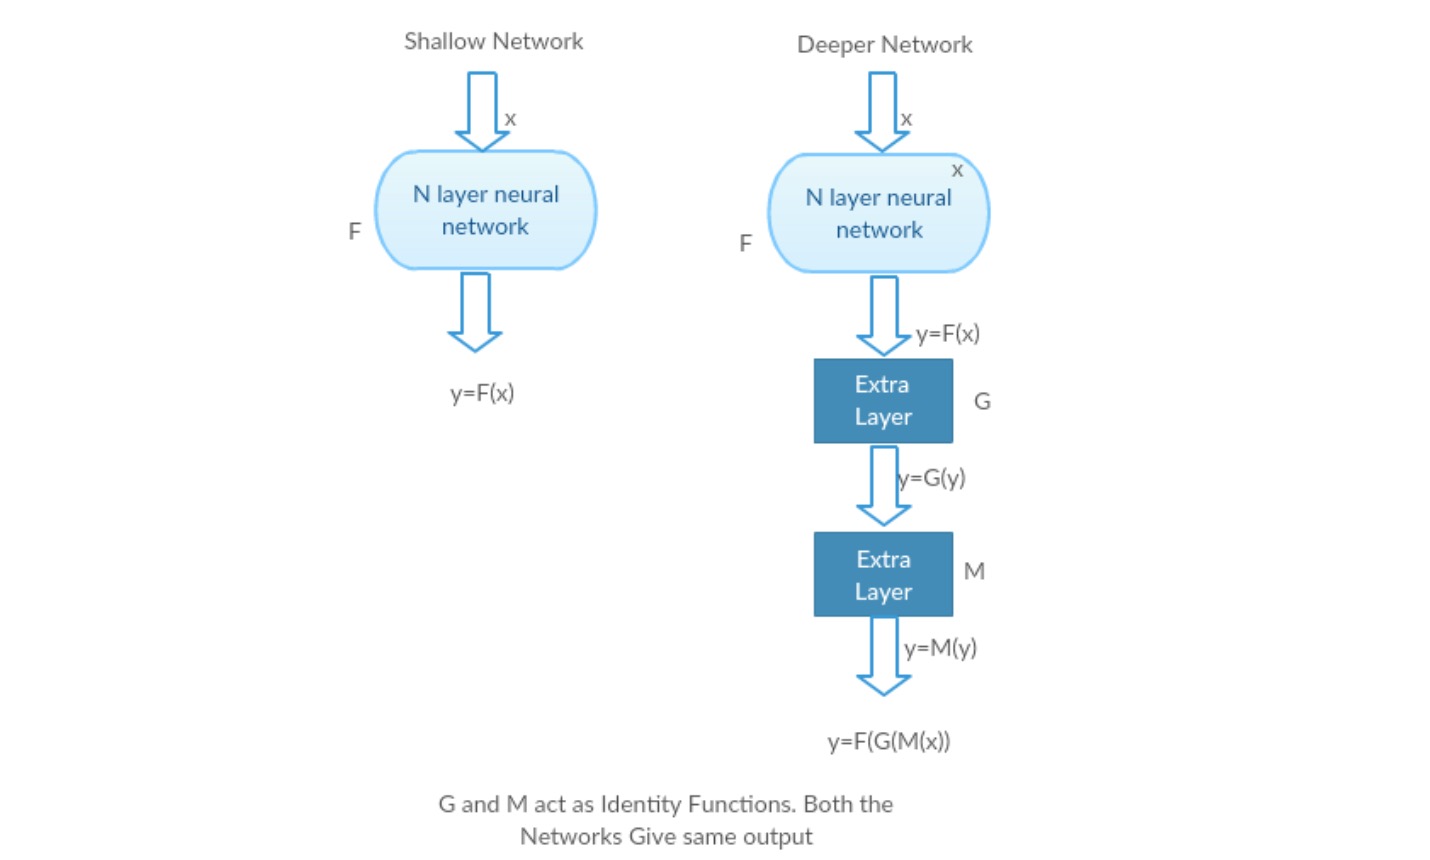 Shallow Network
x
N layer neural
network
F
y=F(x)
Deeper Network
x
x
N layer neural
network
F
y=F(x)
Extra
Layer
G
y=G(y)
Extra
Layer
M
y=M(y)
y=F(G(M(x))
G and M act as Identity Functions. Both the
Networks Give same output